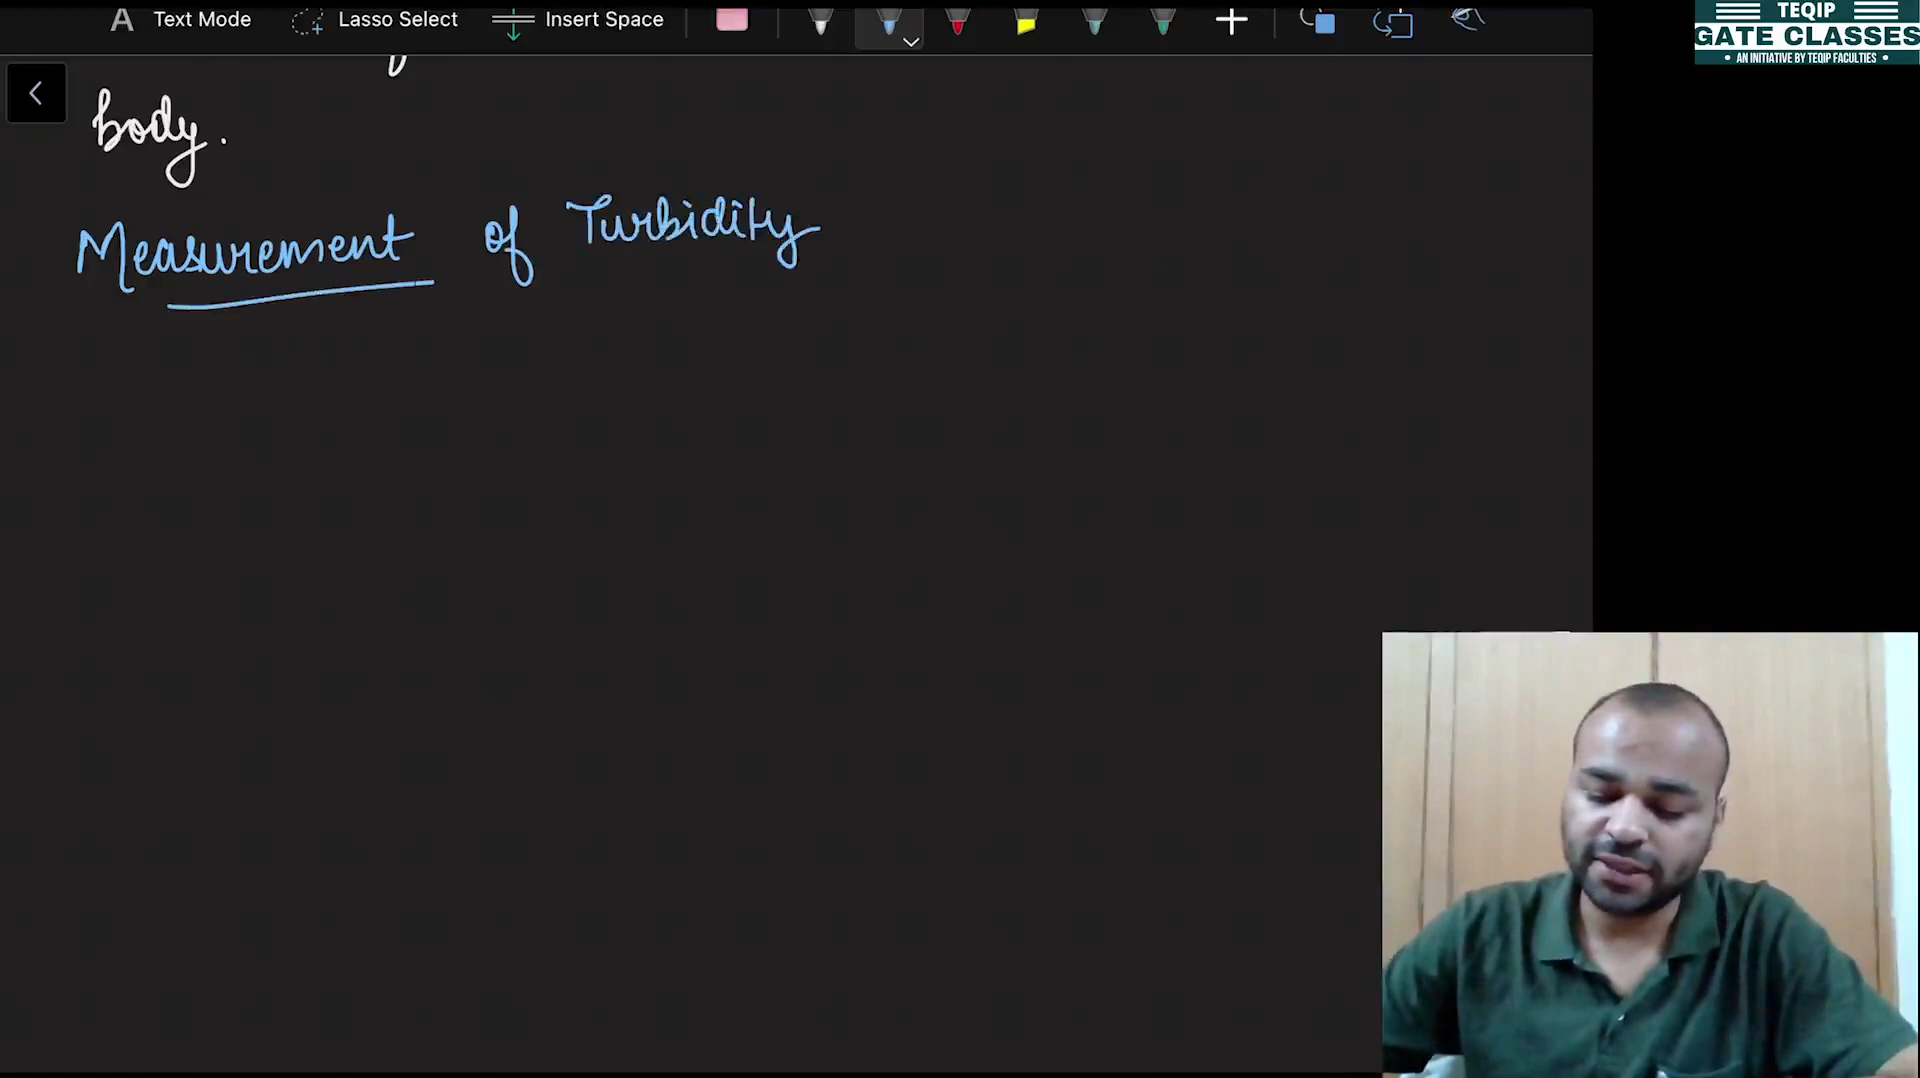 A Text Mode Lasso Select Insert Space
TEQIP
GATE CLASSES
• AN INITIATIVE BY TEQIP FACULTIES •
body.
Measurement of Turbidity